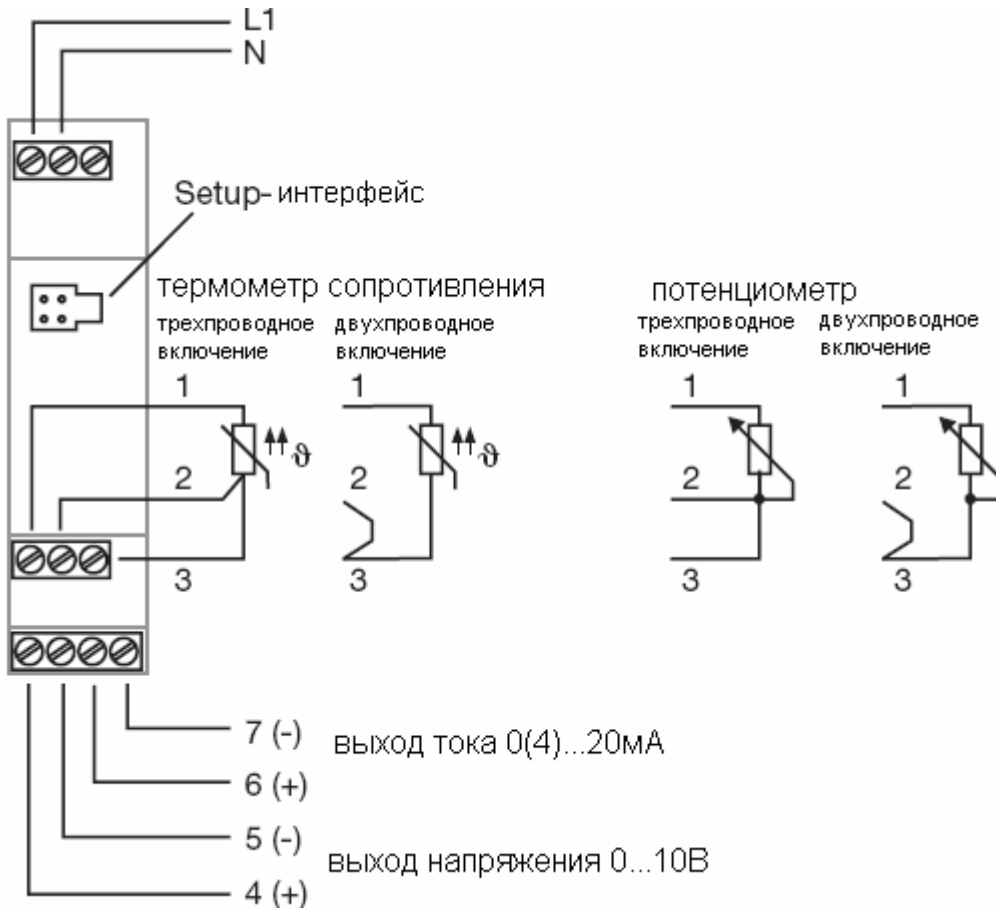 L1
N
Setup- интерфейс
термометр сопротивления
потенциометр
трехпроводное включение
двухпроводное включение
трехпроводное включение
двухпроводное включение
1
1
1
1
ϑ
ϑ
2
2
2
2
3
3
3
3
7 (-)
выход тока 0(4)...20мА
6 (+)
5 (-)
выход напряжения 0...10В
4 (+)